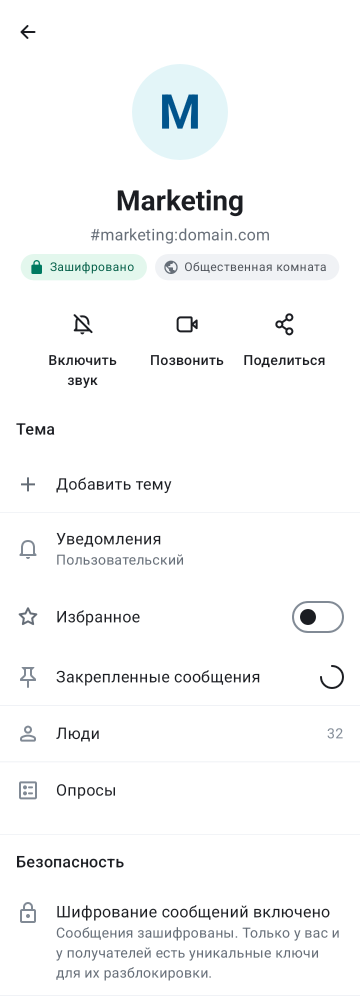 M
Marketing
#marketing:domain.com
Зашифровано
Общественная комната
Включить
звук
Позвонить
Поделиться
Тема
Добавить тему
Уведомления
Пользовательский
Избранное
Закрепленные сообщения
Люди
32
Опросы
Безопасность
Шифрование сообщений включено
Сообщения зашифрованы. Только у вас и
у получателей есть уникальные ключи
для их разблокировки.